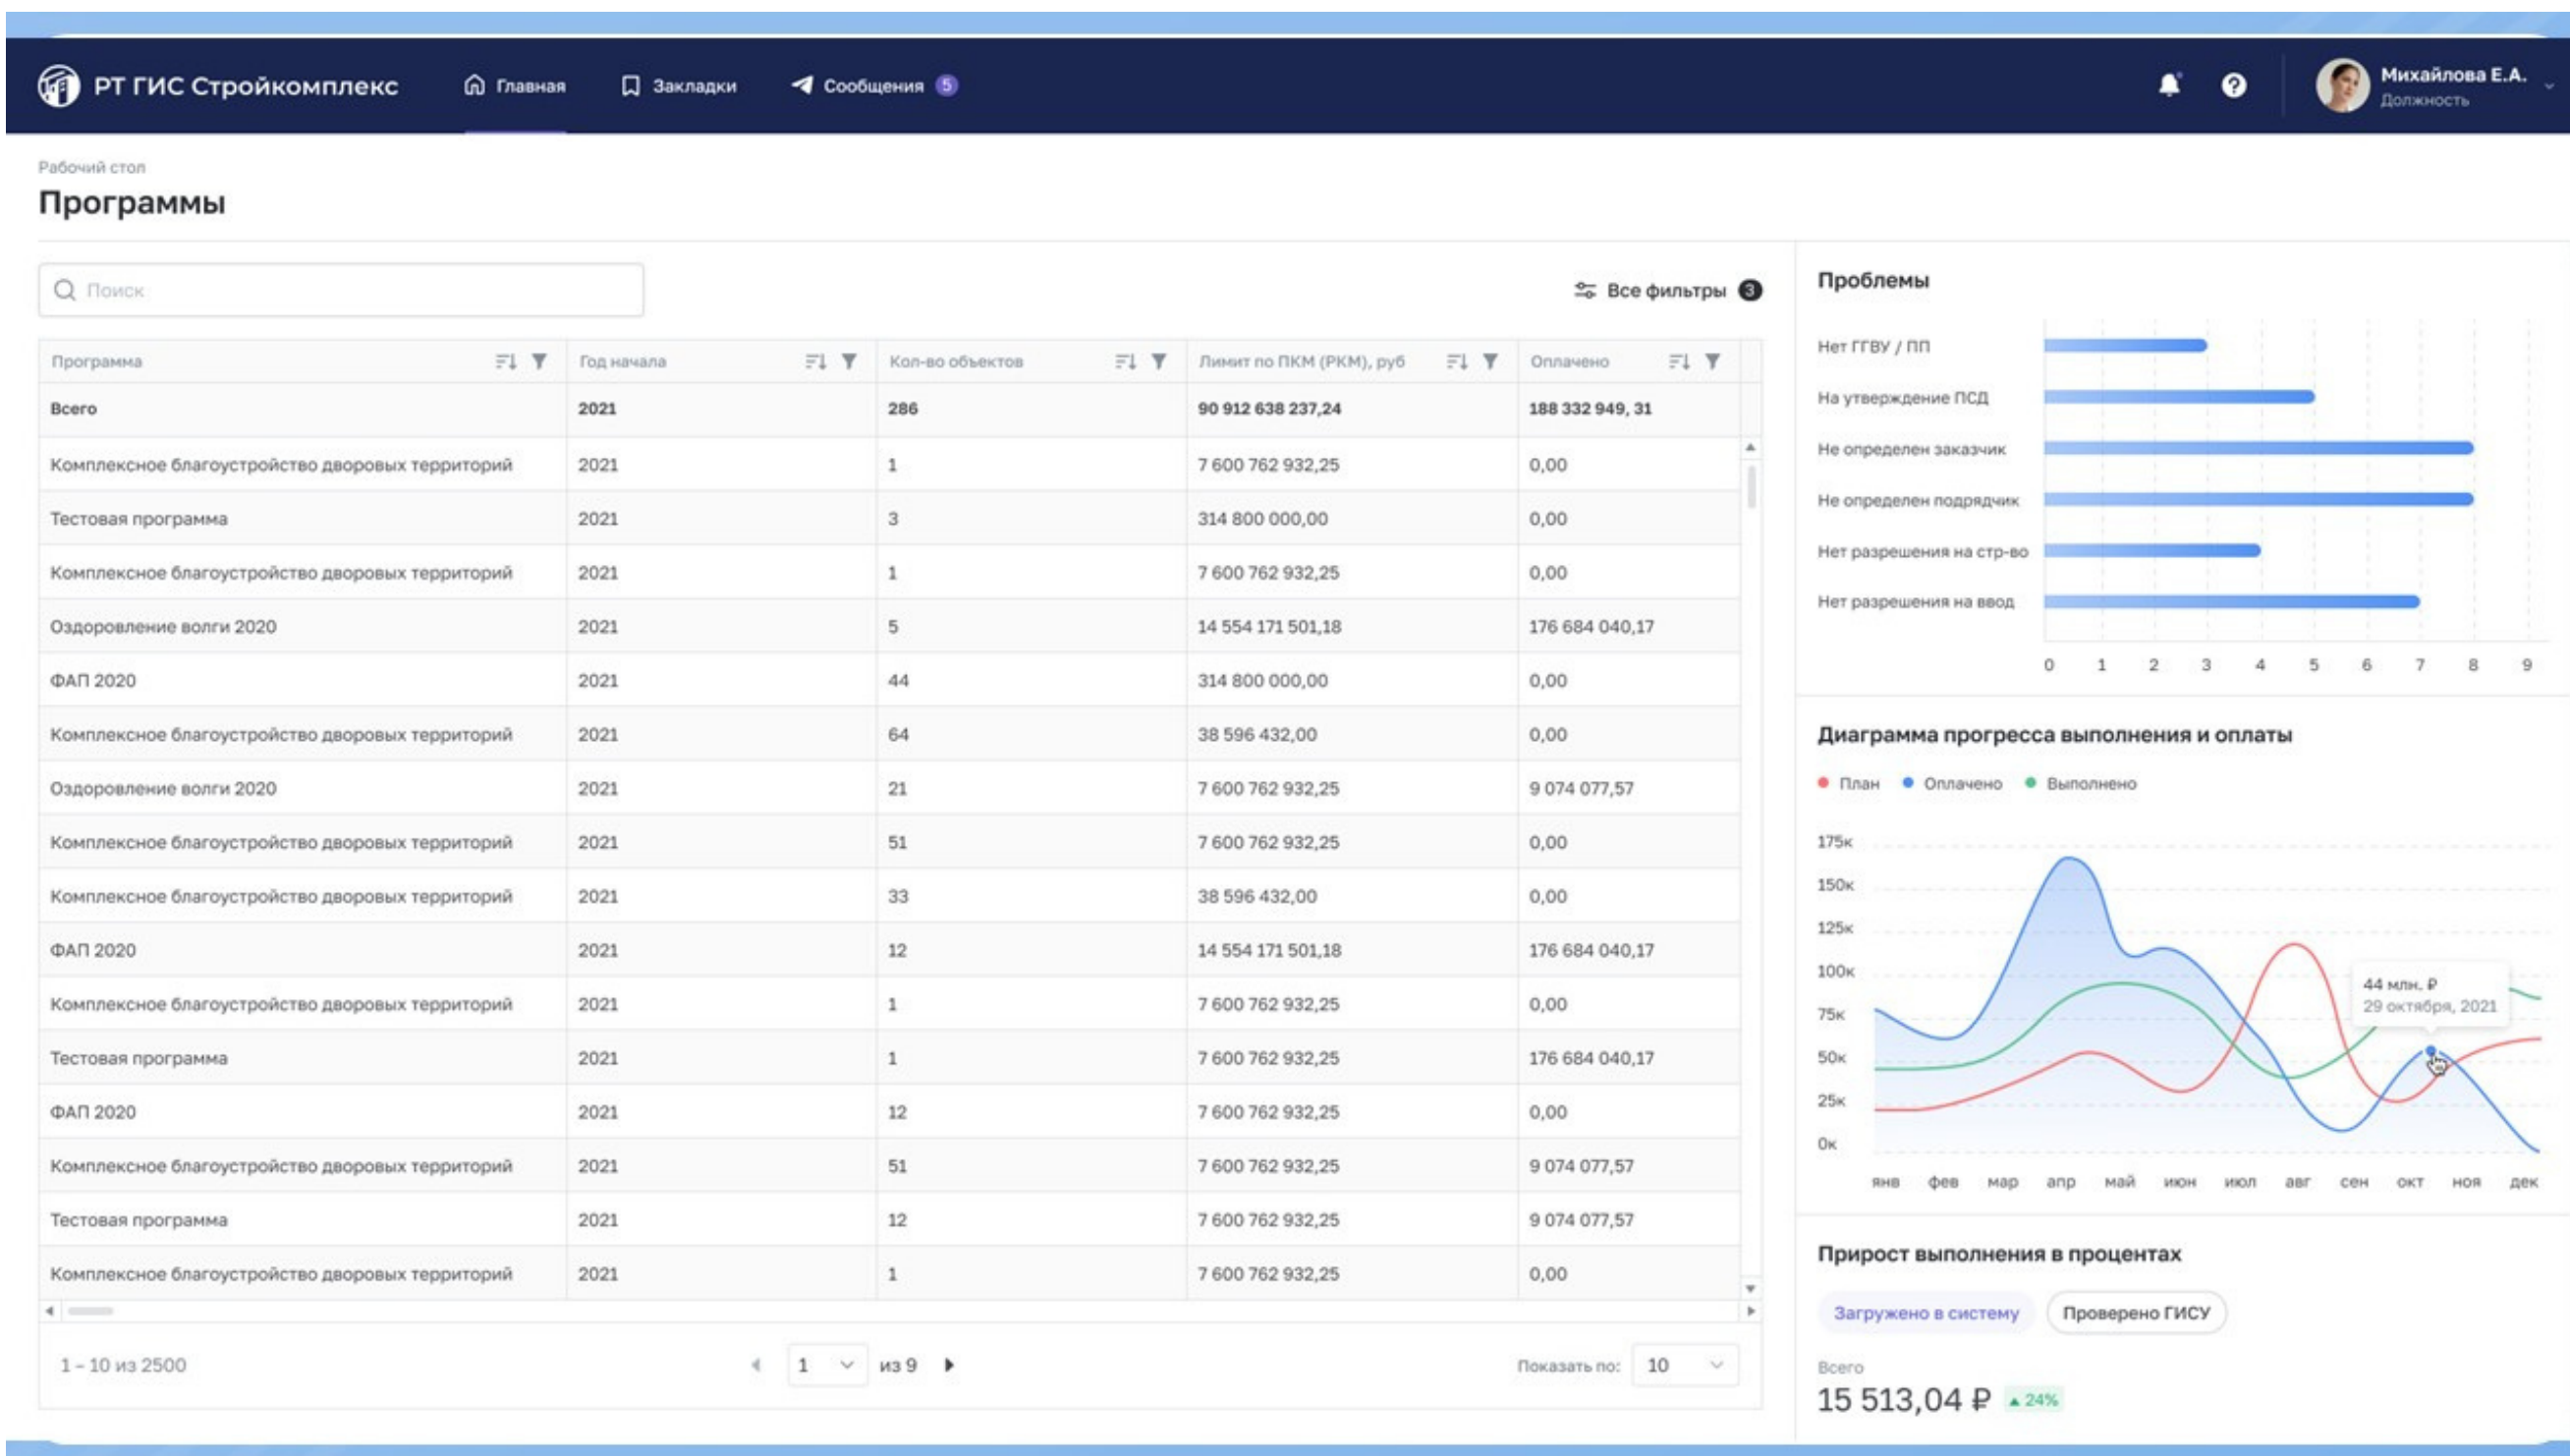 РТ ГИС Стройкомплекс Главная Закладки Сообщения 5 Михайлова Е.А.
Должность
Рабочий стол
Программы
Поиск
Все фильтры 3
Программа Год начала Кол-во объектов Лимит по ПКМ (РКМ), руб Оплачено
Всего 2021 286 90 912 638 237,24 188 332 949, 31
Комплексное благоустройство дворовых территорий 2021 1 7 600 762 932,25 0,00
Тестовая программа 2021 3 314 800 000,00 0,00
Комплексное благоустройство дворовых территорий 2021 1 7 600 762 932,25 0,00
Оздоровление волги 2020 2021 5 14 554 171 501,18 176 684 040,17
ФАП 2020 2021 44 314 800 000,00 0,00
Комплексное благоустройство дворовых территорий 2021 64 38 596 432,00 0,00
Оздоровление волги 2020 2021 21 7 600 762 932,25 9 074 077,57
Комплексное благоустройство дворовых территорий 2021 51 7 600 762 932,25 0,00
Комплексное благоустройство дворовых территорий 2021 33 38 596 432,00 0,00
ФАП 2020 2021 12 14 554 171 501,18 176 684 040,17
Комплексное благоустройство дворовых территорий 2021 1 7 600 762 932,25 0,00
Тестовая программа 2021 1 7 600 762 932,25 176 684 040,17
ФАП 2020 2021 12 7 600 762 932,25 0,00
Комплексное благоустройство дворовых территорий 2021 51 7 600 762 932,25 9 074 077,57
Тестовая программа 2021 12 7 600 762 932,25 9 074 077,57
Комплексное благоустройство дворовых территорий 2021 1 7 600 762 932,25 0,00
1 – 10 из 2500 1 из 9 Показать по: 10
Проблемы
Нет ГГВУ / ПП
На утверждение ПСД
Не определен заказчик
Не определен подрядчик
Нет разрешения на стр-во
Нет разрешения на ввод
0 1 2 3 4 5 6 7 8 9
Диаграмма прогресса выполнения и оплаты
План Оплачено Выполнено
175к
150к
125к
100к
75к
50к
25к
0к
44 млн. ₽
29 октября, 2021
янв фев мар апр май июн июл авг сен окт ноя дек
Прирост выполнения в процентах
Загружено в систему Проверено ГИСУ
Всего
15 513,04 ₽ 24%